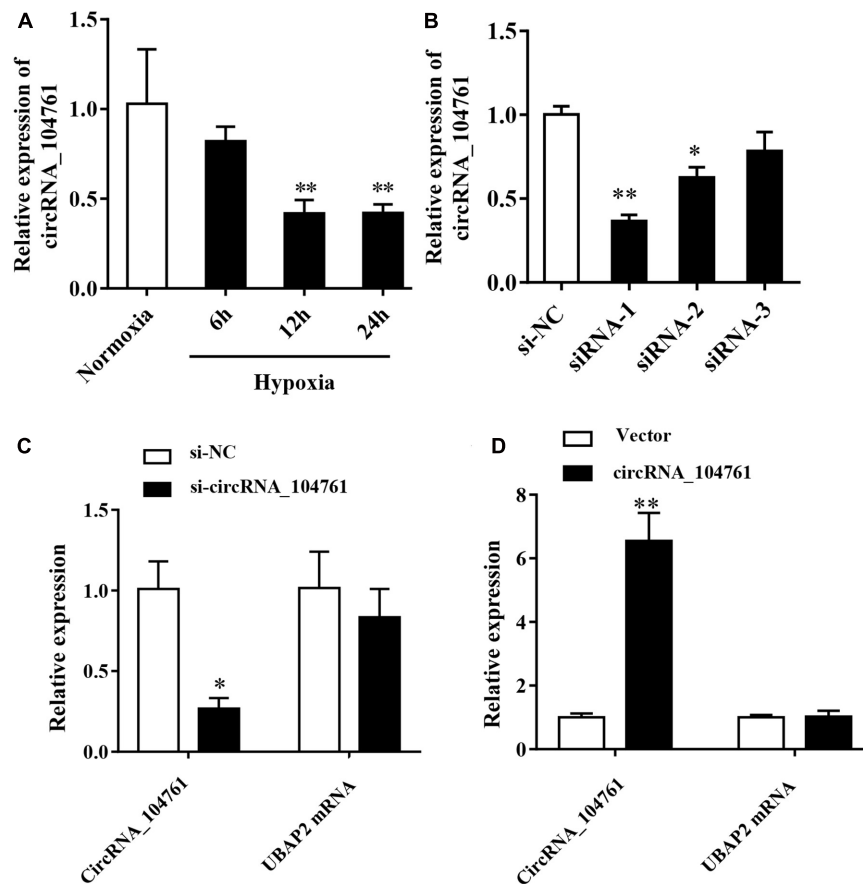 A
Relative expression of
circRNA_104761
1.5
1.0
0.5
0.0
**
**
Normoxia
6h
12h
24h
Hypoxia
B
Relative expression of
circRNA_104761
1.5
1.0
0.5
0.0
**
*
si-NC
siRNA-1
siRNA-2
siRNA-3
C
si-NC
si-circRNA_104761
Relative expression
1.5
1.0
0.5
0.0
*
CircRNA_104761
UBAP2 mRNA
D
Vector
circRNA_104761
Relative expression
8
6
4
2
0
**
CircRNA_104761
UBAP2 mRNA